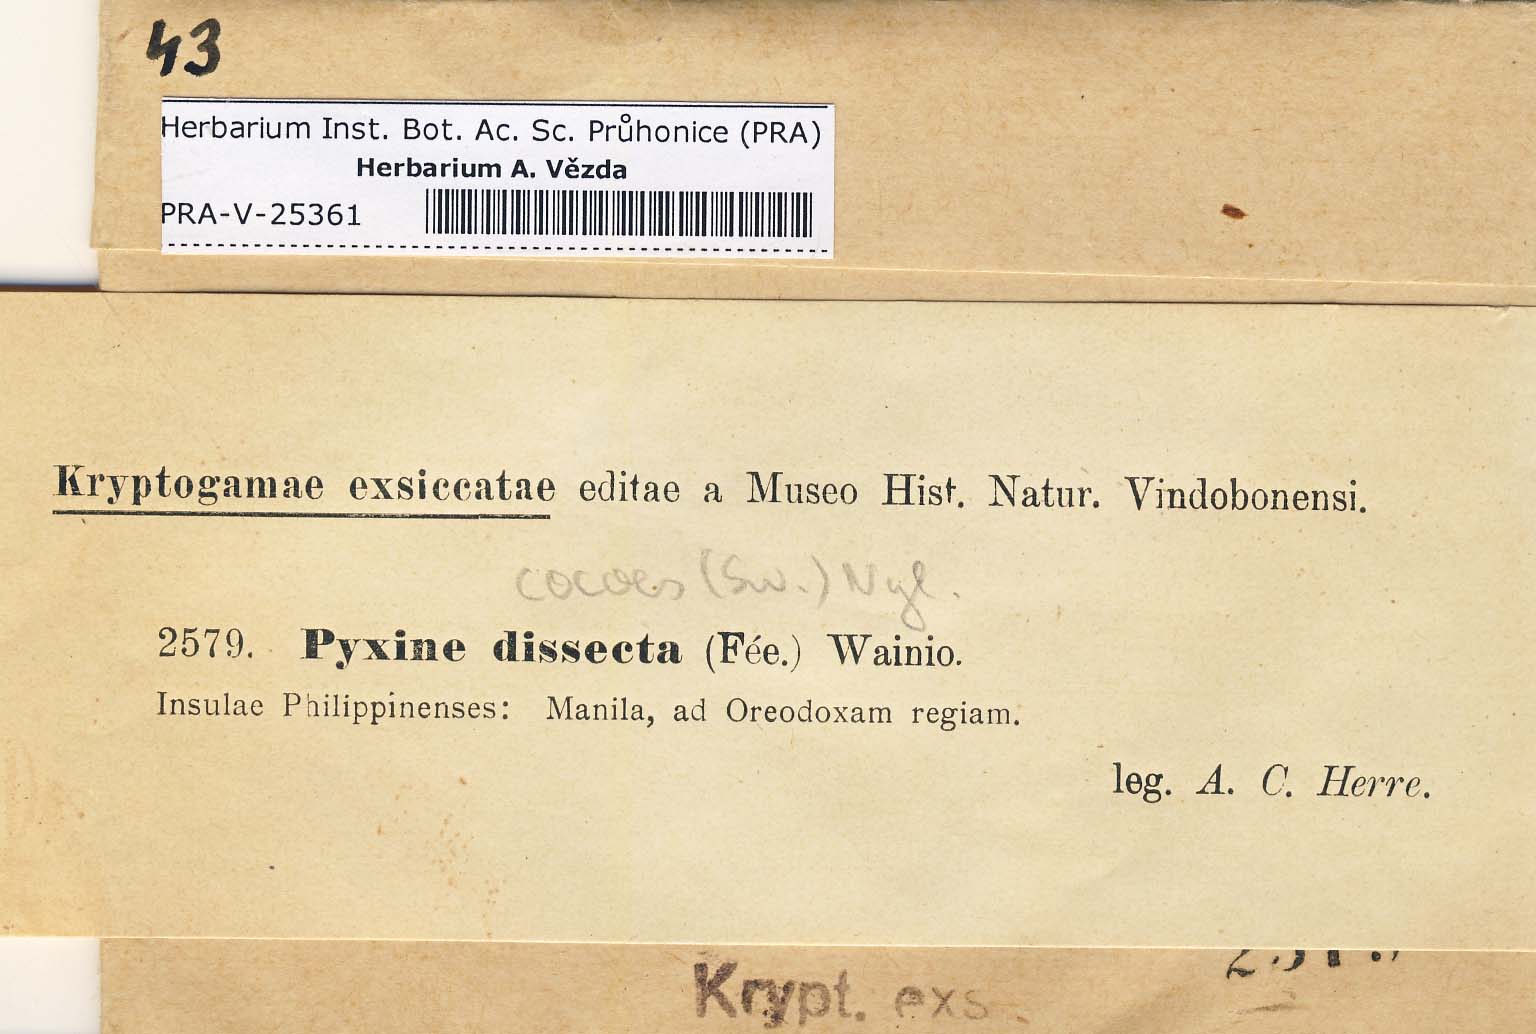 43
Herbarium Inst. Bot. Ac. Sc. Průhonice (PRA)
Herbarium A. Vězda
PRA-V-25361
Kryptogamae exsiccatae editae a Museo Hist. Natur. Vindobonensi.
cocoes (Sw.) Nyl.
2579. Pyxine dissecta (Fée.) Wainio.
Insulae Philippinenses: Manila, ad Oreodoxam regiam.
leg. A. C. Herre.
Krypt. exs.